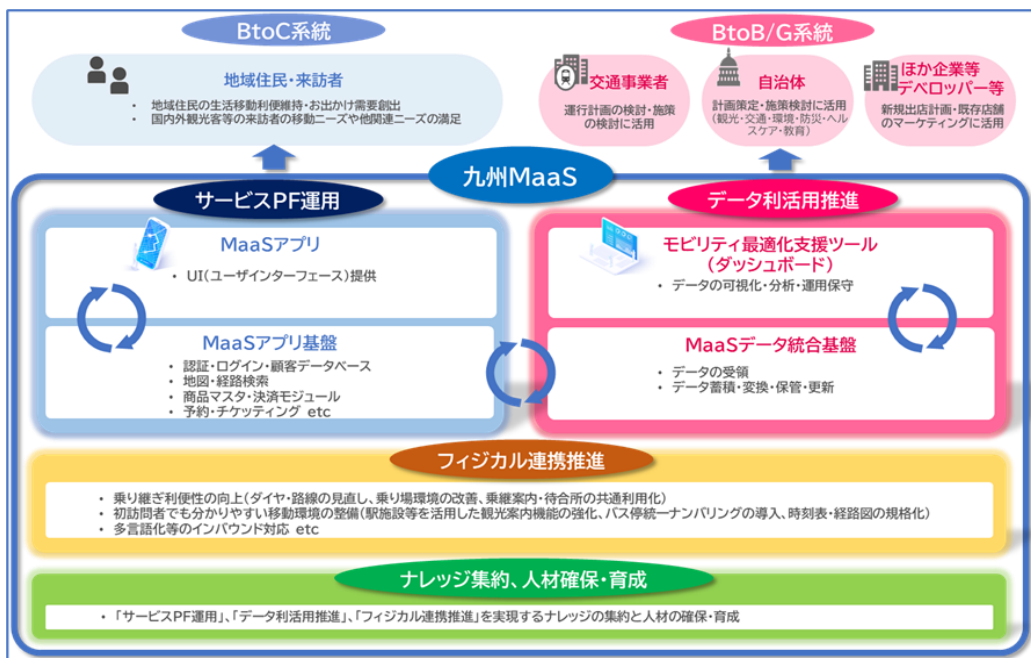 BtoC系統
BtoB/G系統
地域住民・来訪者
・ 地域住民の生活移動利便維持・お出かけ需要創出
・ 国内外観光客等の来訪者の移動ニーズや他関連ニーズの満足
交通事業者
運行計画の検討・施策
の検討に活用
自治体
計画策定・施策検討に活用
(観光・交通・環境・防災・ヘル
スケア・教育)
ほか企業等
デベロッパー等
新規出店計画・既存店舗
のマーケティングに活用
九州MaaS
サービスPF運用
MaaSアプリ
・ UI(ユーザインターフェース)提供
MaaSアプリ基盤
・ 認証・ログイン・顧客データベース
・ 地図・経路検索
・ 商品マスタ・決済モジュール
・ 予約・チケッティング etc
データ利活用推進
モビリティ最適化支援ツール
(ダッシュボード)
・ データの可視化・分析・運用保守
MaaSデータ統合基盤
・ データの受領
・ データ蓄積・変換・保管・更新
フィジカル連携推進
・ 乗り継ぎ利便性の向上(ダイヤ・路線の見直し、乗り場環境の改善、乗継案内・待合所の共通利用化)
・ 初訪問者でも分かりやすい移動環境の整備(駅施設等を活用した観光案内機能の強化、バス停統一ナンバリングの導入、時刻表・経路図の規格化)
・ 多言語化等のインバウンド対応 etc
ナレッジ集約、人材確保・育成
・ 「サービスPF運用」、「データ利活用推進」、「フィジカル連携推進」を実現するナレッジの集約と人材の確保・育成